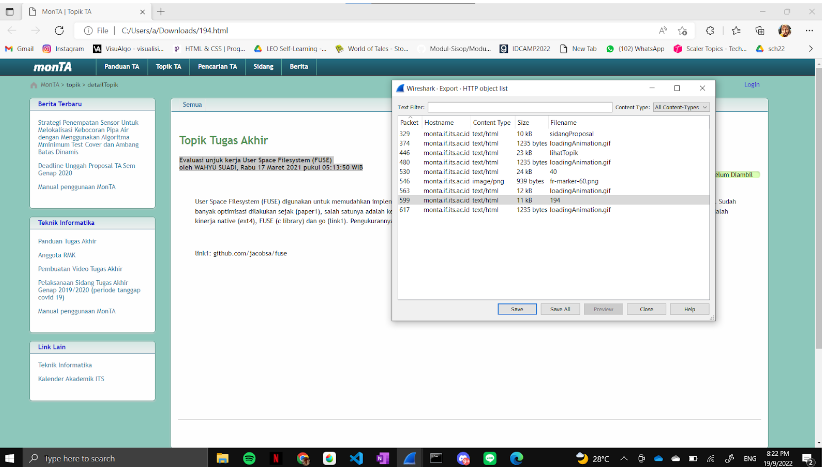 MonTA | Topik TA
File | C:/Users/a/Downloads/194.html
Gmail Instagram VisuAlgo - visualisi... HTML & CSS | Prog... LEO Self-Learning -... World of Tales - Sto... Modul-Sisop/Modu... IDCAMP2022 New Tab (102) WhatsApp Scaler Topics - Tech... sch22
monTA Panduan TA Topik TA Pencarian TA Sidang Berita
MonTA > topik > detailTopik Login
Berita Terbaru
Strategi Penempatan Sensor Untuk
Melokalisasi Kebocoran Pipa Air
dengan Menggunakan Algoritma
Mminimum Test Cover dan Ambang
Batas Dinamis
Deadline Unggah Proposal TA Sem
Genap 2020
Manual penggunaan MonTA
Teknik Informatika
Panduan Tugas Akhir
Anggota RMK
Pembuatan Video Tugas Akhir
Pelaksanaan Sidang Tugas Akhir
Genap 2019/2020 (periode tanggap
covid 19)
Manual penggunaan MonTA
Link Lain
Teknik Informatika
Kalender Akademik ITS
Semua
Topik Tugas Akhir
Evaluasi unjuk kerja User Space Filesystem (FUSE)
oleh WAHYU SUADI, Rabu 17 Maret 2021 pukul 05:13:50 WIB
elum Diambil
User Space Filesystem (FUSE) digunakan untuk memudahkan implem
. Sudah
banyak optimisasi dilakukan sejak (paper1), salah satunya adalah ke
alah
kinerja native (ext4), FUSE (c library) dan go (link1). Pengukurannya
link1: github.com/jacobsa/fuse
Wireshark · Export · HTTP object list
Text Filter: Content Type: All Content-Types
Packet Hostname Content Type Size Filename
329 monta.if.its.ac.id text/html 10 kB sidangProposal
374 monta.if.its.ac.id text/html 1235 bytes loadingAnimation.gif
446 monta.if.its.ac.id text/html 23 kB lihatTopik
480 monta.if.its.ac.id text/html 1235 bytes loadingAnimation.gif
530 monta.if.its.ac.id text/html 24 kB 40
546 monta.if.its.ac.id image/png 939 bytes fr-marker-60.png
563 monta.if.its.ac.id text/html 12 kB loadingAnimation.gif
599 monta.if.its.ac.id text/html 11 kB 194
617 monta.if.its.ac.id text/html 1235 bytes loadingAnimation.gif
Save Save All Preview Close Help
Type here to search
28°C ENG
8:22 PM
19/9/2022
2